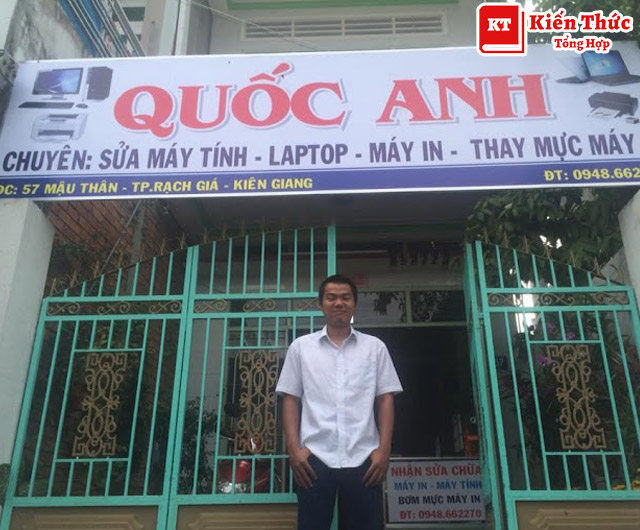 KT
Kiến Thức
Tổng Hợp
QUỐC ANH
CHUYÊN: SỬA MÁY TÍNH - LAPTOP - MÁY IN - THAY MỰC MÁY
ĐC: 57 MẬU THÂN - TP.RẠCH GIÁ - KIÊN GIANG
ĐT: 0948.662
NHẬN SỬA CHỮA
MÁY IN - MÁY TÍNH
BƠM MỰC MÁY IN
ĐT: 0948.662270